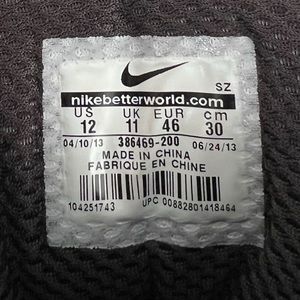 SZ
nikebetterworld.com
US UK EUR cm
12 11 46 30
04/10/13 386469-200 06/24/13
MADE IN CHINA
FABRIQUE EN CHINE
104251743 UPC 00882801418464